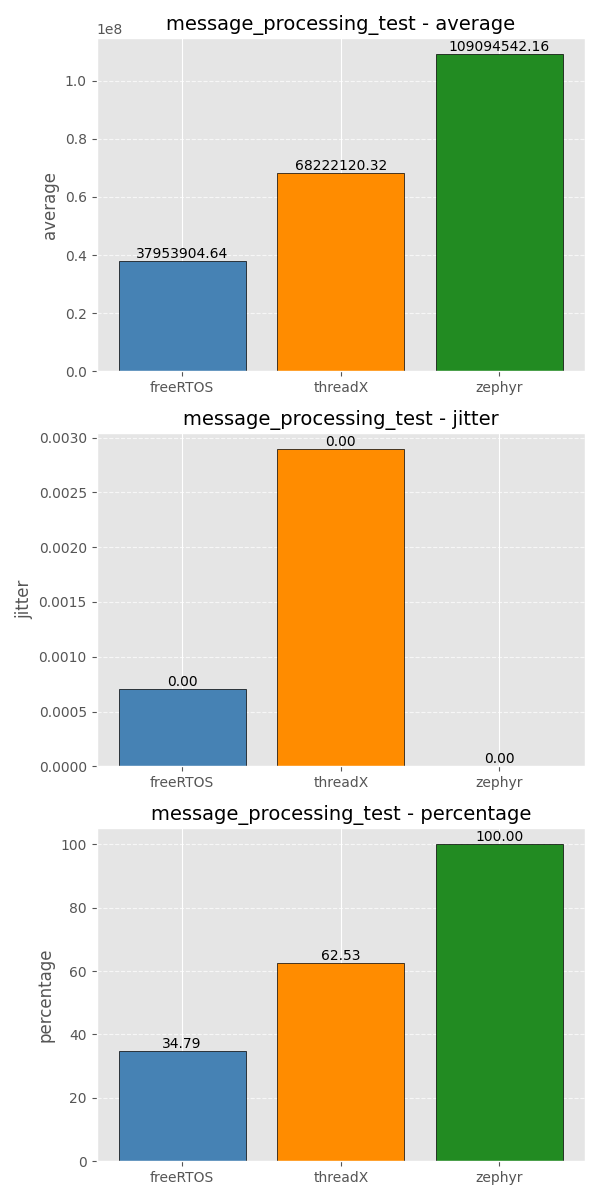 message_processing_test - average
1e8
109094542.16
1.0
0.8
68222120.32
0.6
average
37953904.64
0.4
0.2
0.0
freeRTOS threadX zephyr
message_processing_test - jitter
0.00
0.0030
0.0025
0.0020
jitter
0.0015
0.0010
0.00
0.0005
0.00
0.0000
freeRTOS threadX zephyr
message_processing_test - percentage
100.00
100
80
62.53
60
percentage
34.79
40
20
0
freeRTOS threadX zephyr